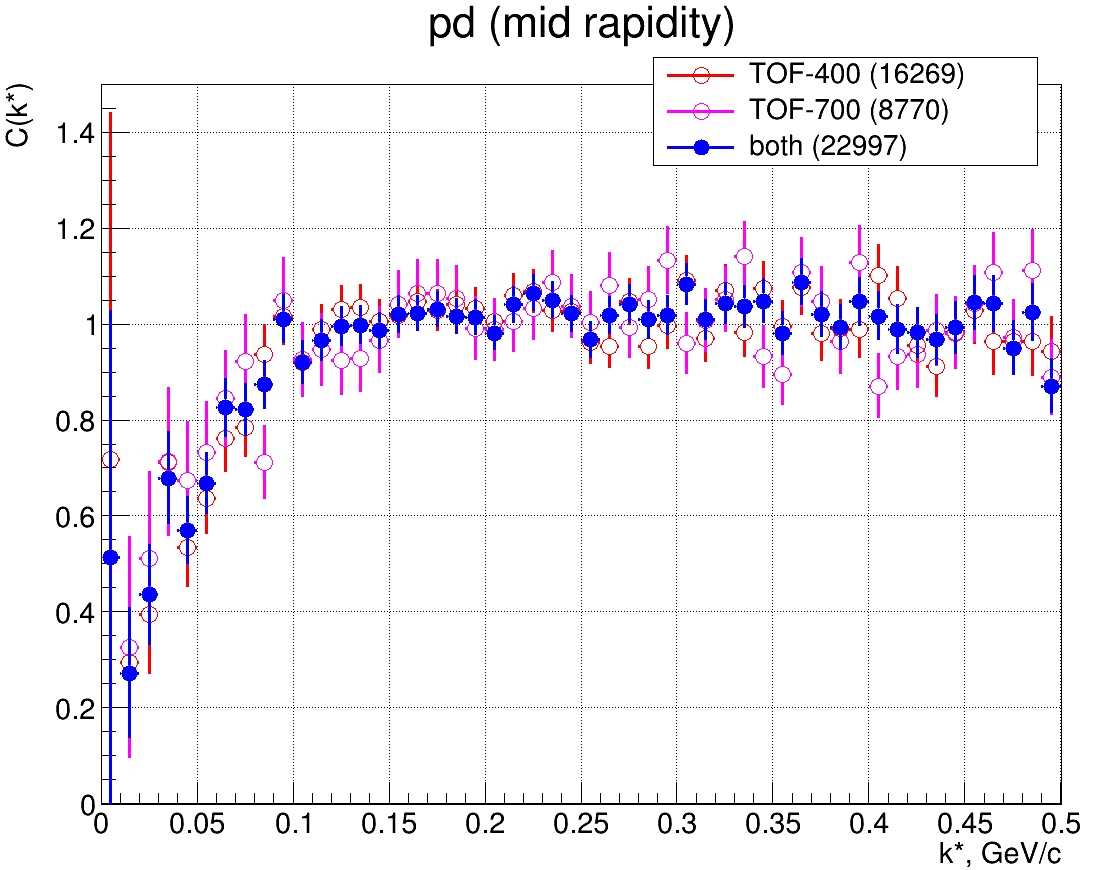 pd (mid rapidity)
TOF-400 (16269)
TOF-700 (8770)
both (22997)
C(k*)
1.4
1.2
1
0.8
0.6
0.4
0.2
0
0 0.05 0.1 0.15 0.2 0.25 0.3 0.35 0.4 0.45 0.5
k*, GeV/c